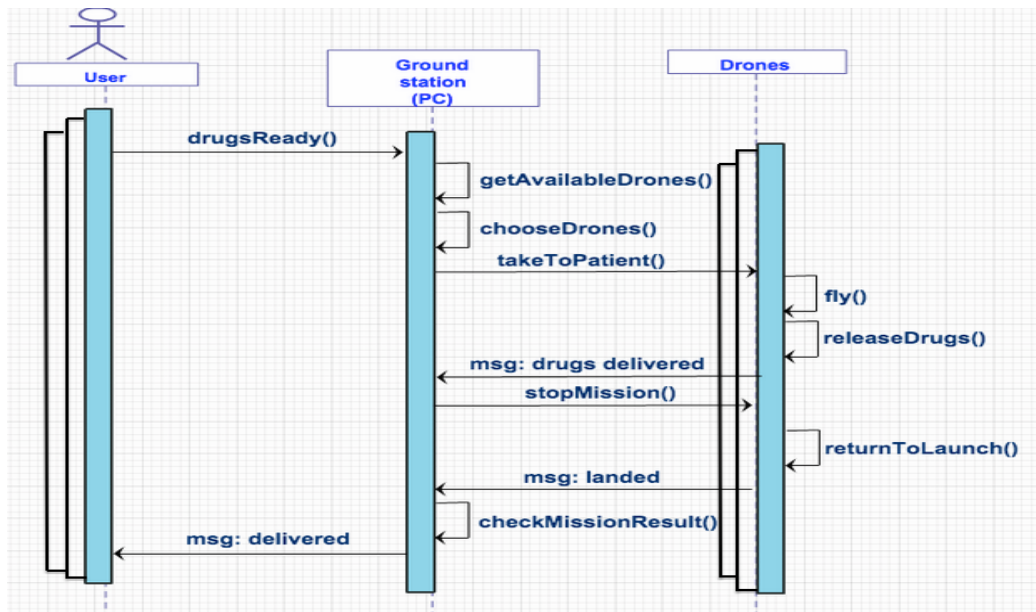 User
Ground
station
(PC)
Drones
drugsReady()
getAvailableDrones()
chooseDrones()
takeToPatient()
fly()
releaseDrugs()
msg: drugs delivered
stopMission()
returnToLaunch()
msg: landed
checkMissionResult()
msg: delivered